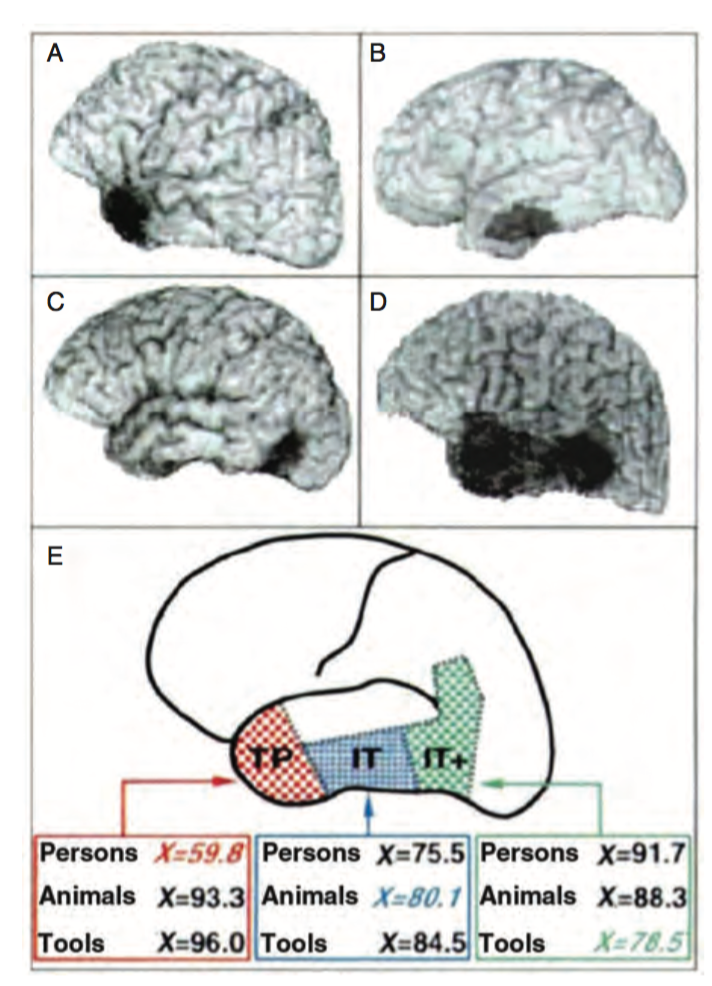 A
B
C
D
E
TP
IT
IT+
Persons X=59.8
Animals X=93.3
Tools X=96.0
Persons X=75.5
Animals X=80.1
Tools X=84.5
Persons X=91.7
Animals X=88.3
Tools X=78.5